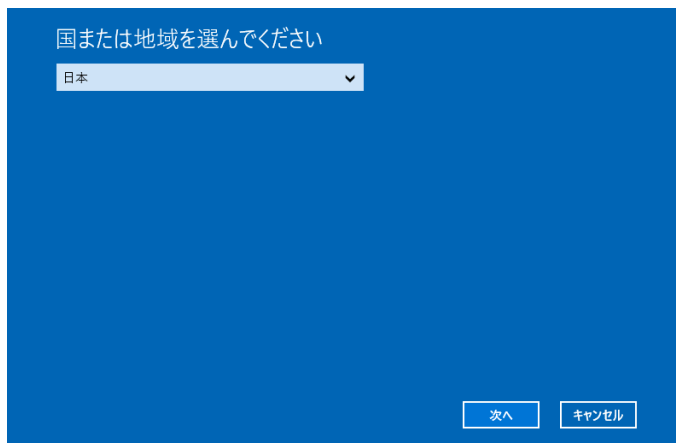 国または地域を選んでください
日本
次へ
キャンセル